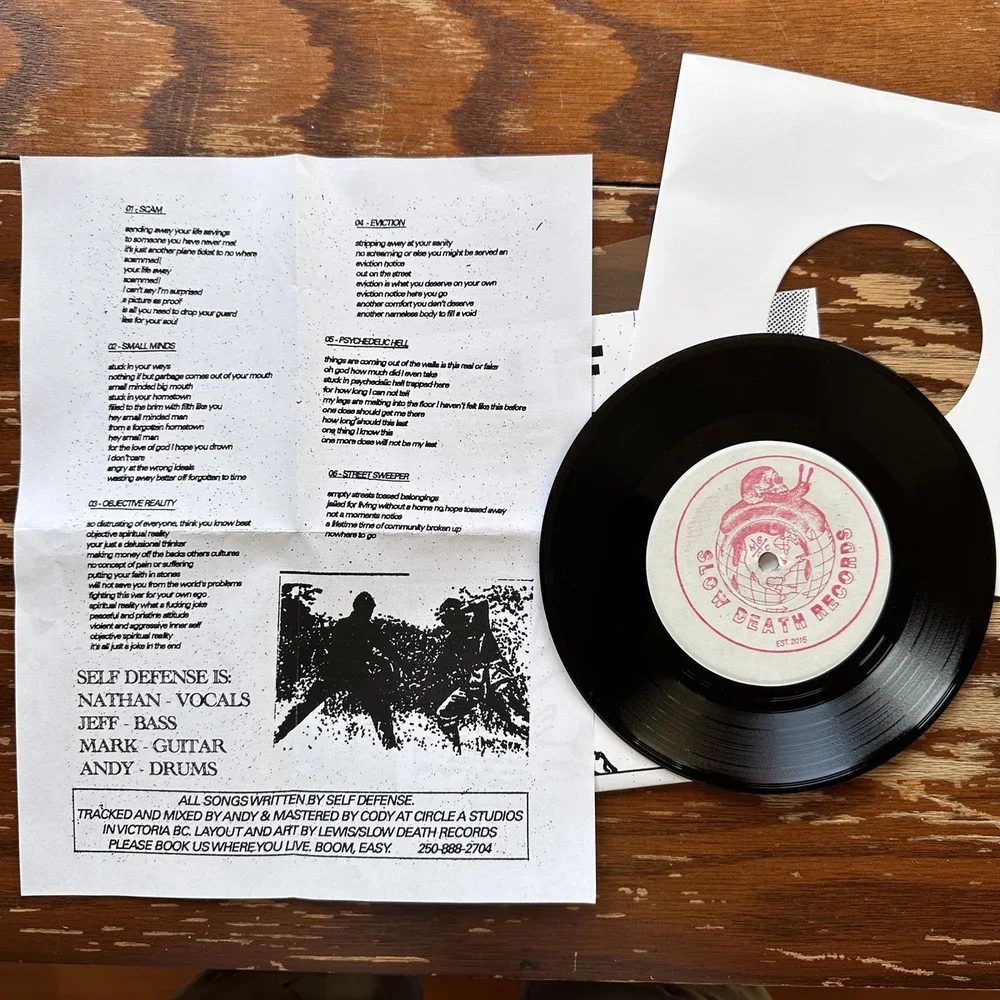 01 - SCAM
sending away your life savings
to someone you have never met
it's just another plane ticket to no where
scammed!
your life away
scammed!
I can't say I'm surprised
a picture as proof
is all you need to drop your guard
lies for your soul
02 - SMALL MINDS
stuck in your ways
nothing if but garbage comes out of your mouth
small minded big mouth
stuck in your hometown
filled to the brim with filth like you
hey small minded man
from a forgotten hometown
hey small man
for the love of god I hope you drown
I don't care
angry at the wrong ideals
wasting away better off forgotten to time
03 - OBJECTIVE REALITY
so distrusting of everyone, think you know best
objective spiritual reality
your just a delusional thinker
making money off the backs others cultures
no concept of pain or suffering
putting your faith in stones
will not save you from the world's problems
fighting this war for your own ego
spiritual reality what a fucking joke
peaceful and pristine attitude
violent and aggressive inner self
objective spiritual reality
it's all just a joke in the end
04 - EVICTION
stripping away at your sanity
no screaming or else you might be served an
eviction notice
out on the street
eviction is what you deserve on your own
eviction notice here you go
another comfort you don't deserve
another nameless body to fill a void
05 - PSYCHEDELIC HELL
things are coming out of the walls is this real or fake
oh god how much did I even take
stuck in psychedelic hell trapped here
for how long I can not tell
my legs are melting into the floor I haven't felt like this before
one dose should get me there
how long should this last
one thing I know this
one more dose will not be my last
06 - STREET SWEEPER
empty streets tossed belongings
jailed for living without a home no, hope tossed away
not a moments notice
a lifetime time of community broken up
nowhere to go
SELF DEFENSE IS:
NATHAN - VOCALS
JEFF - BASS
MARK - GUITAR
ANDY - DRUMS
ALL SONGS WRITTEN BY SELF DEFENSE.
TRACKED AND MIXED BY ANDY & MASTERED BY CODY AT CIRCLE A STUDIOS
IN VICTORIA BC. LAYOUT AND ART BY LEWIS/SLOW DEATH RECORDS
PLEASE BOOK US WHERE YOU LIVE. BOOM, EASY. 250-888-2704
SLOW DEATH RECORDS
EST. 2015